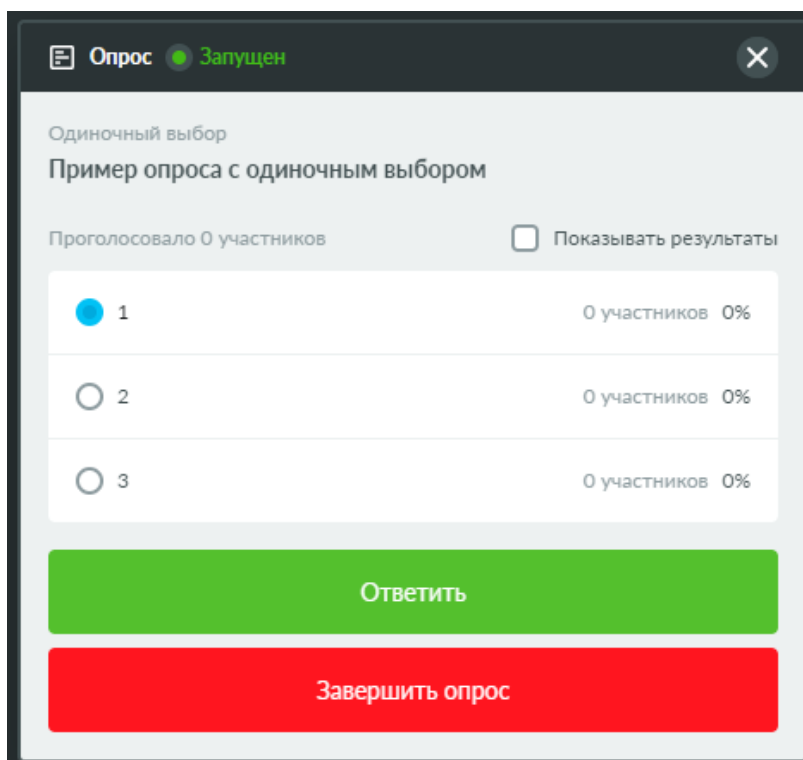 Опрос Запущен
Одиночный выбор
Пример опроса с одиночным выбором
Проголосовало 0 участников Показывать результаты
1 0 участников 0%
2 0 участников 0%
3 0 участников 0%
Ответить
Завершить опрос